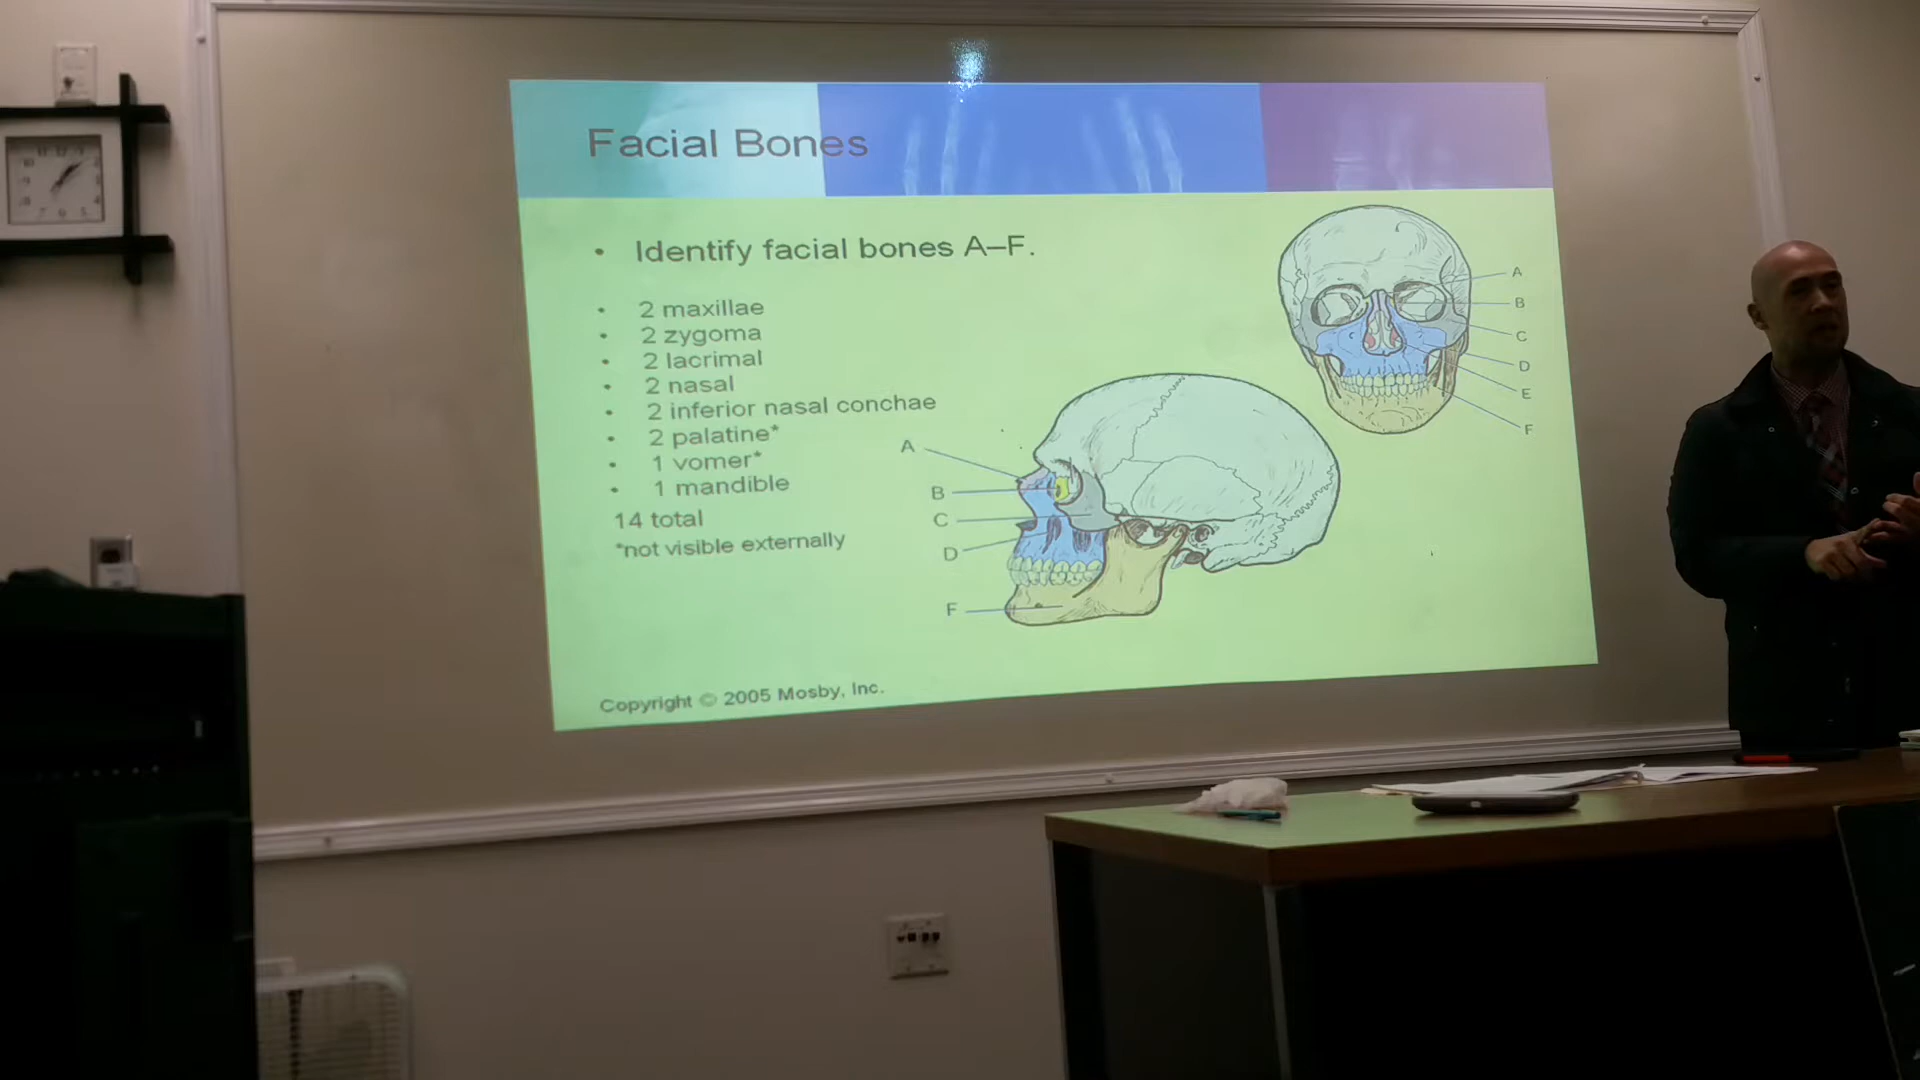 Facial Bones
• Identify facial bones A–F.
• 2 maxillae
• 2 zygoma
• 2 lacrimal
• 2 nasal
• 2 inferior nasal conchae
• 2 palatine*
• 1 vomer*
• 1 mandible
14 total
*not visible externally
A
B
C
D
F
A
B
C
D
E
F
Copyright © 2005 Mosby, Inc.